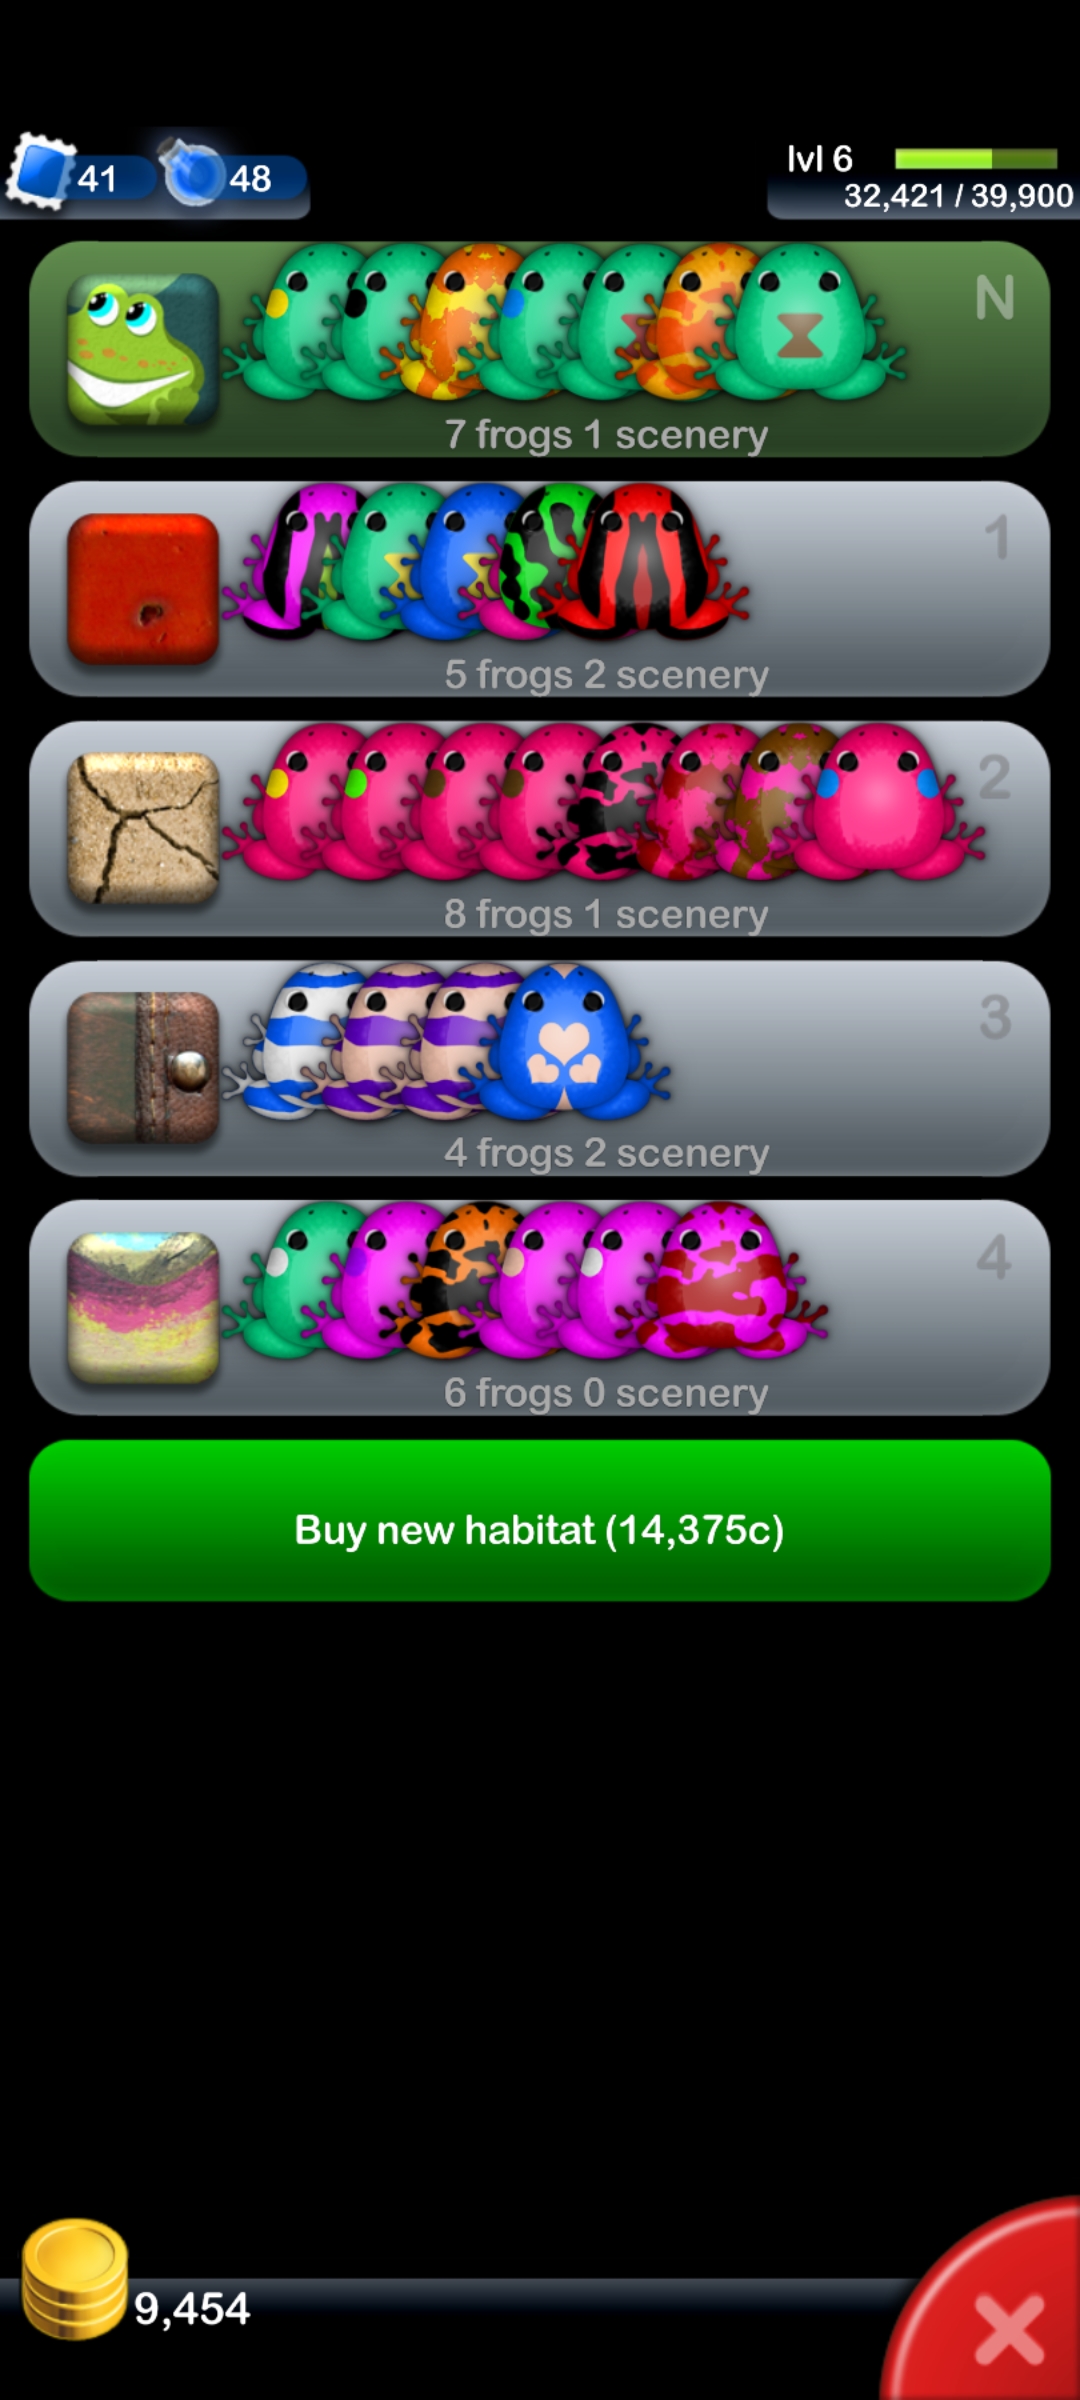 41
48
lvl 6
32,421 / 39,900
N
7 frogs 1 scenery
1
5 frogs 2 scenery
2
8 frogs 1 scenery
3
4 frogs 2 scenery
4
6 frogs 0 scenery
Buy new habitat (14,375c)
9,454